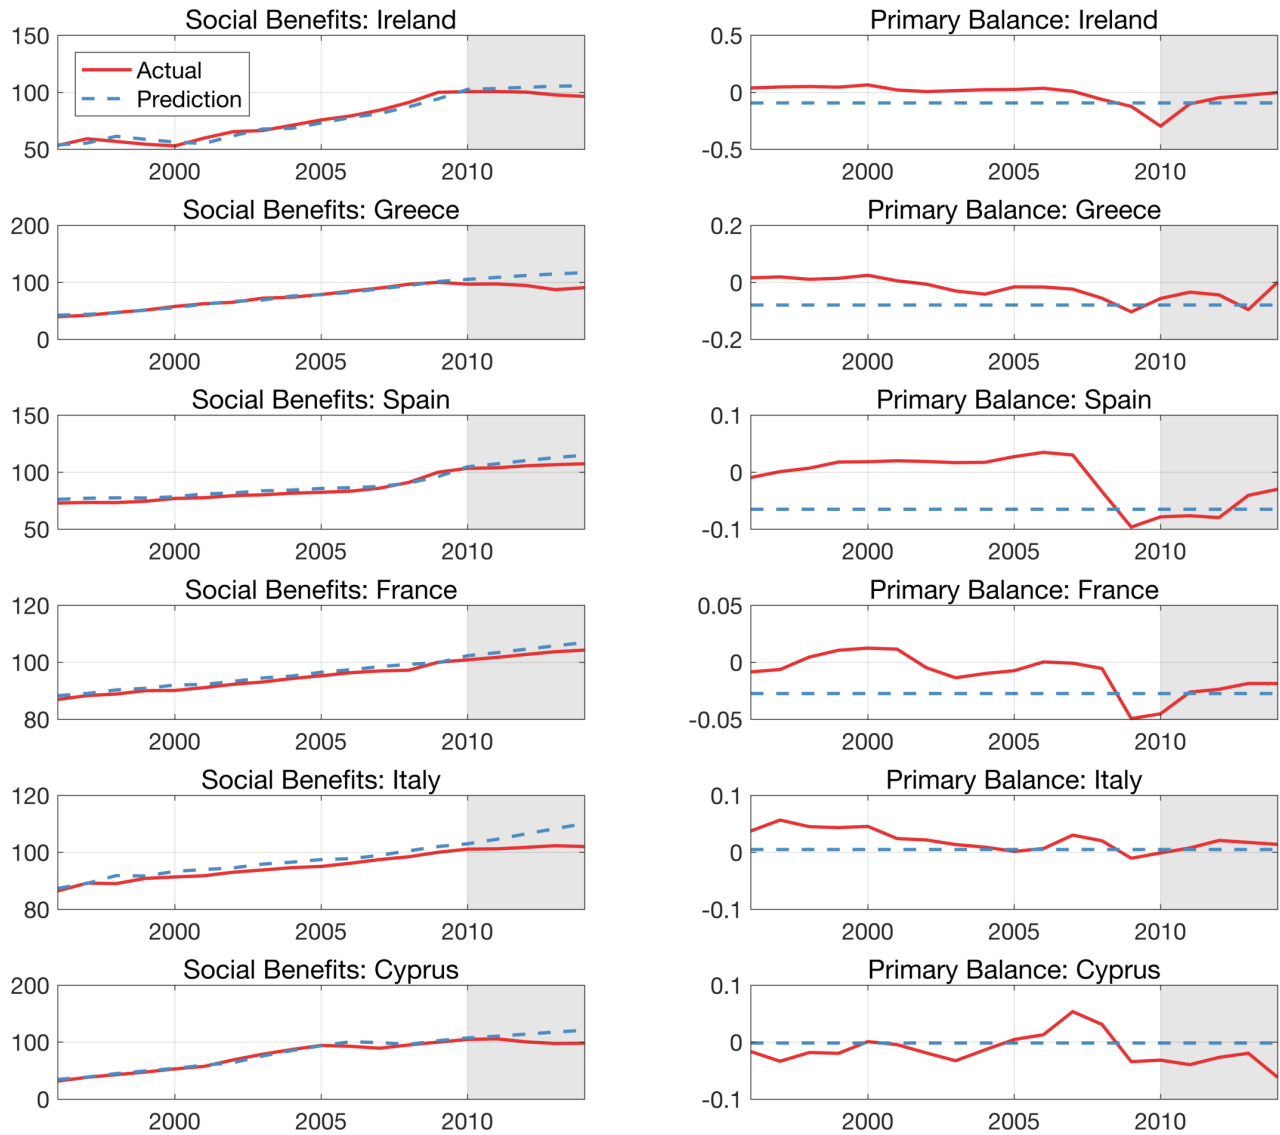 Social Benefits: Ireland
150
100
50
Actual
Prediction
2000 2005 2010
Primary Balance: Ireland
0.5
0
-0.5
2000 2005 2010
Social Benefits: Greece
200
100
0
2000 2005 2010
Primary Balance: Greece
0.2
0
-0.2
2000 2005 2010
Social Benefits: Spain
150
100
50
2000 2005 2010
Primary Balance: Spain
0.1
0
-0.1
2000 2005 2010
Social Benefits: France
120
100
80
2000 2005 2010
Primary Balance: France
0.05
0
-0.05
2000 2005 2010
Social Benefits: Italy
120
100
80
2000 2005 2010
Primary Balance: Italy
0.1
0
-0.1
2000 2005 2010
Social Benefits: Cyprus
200
100
0
2000 2005 2010
Primary Balance: Cyprus
0.1
0
-0.1
2000 2005 2010